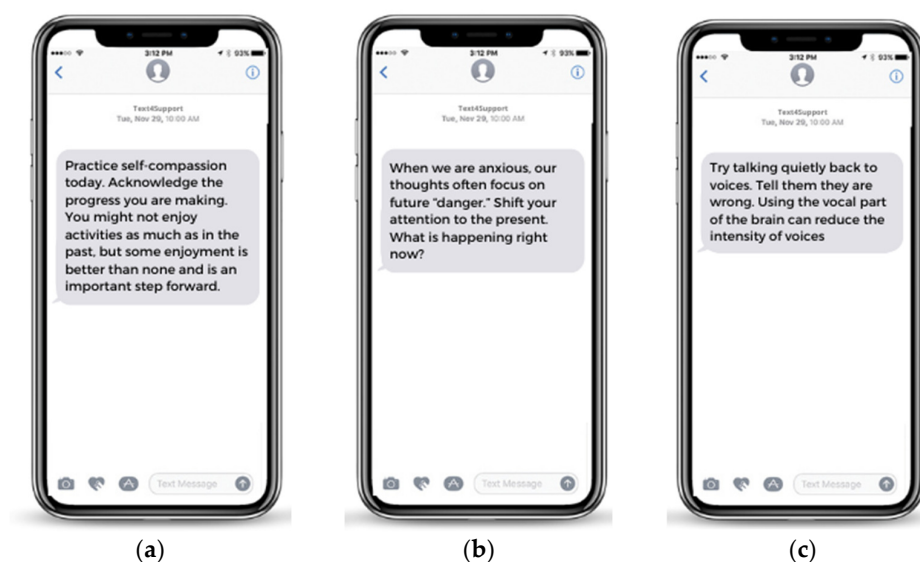 3:12 PM
93%
Text4Support
Tue, Nov 29, 10:00 AM
Practice self-compassion
today. Acknowledge the
progress you are making.
You might not enjoy
activities as much as in the
past, but some enjoyment is
better than none and is an
important step forward.
Text Message
(a)
3:12 PM
93%
Text4Support
Tue, Nov 29, 10:00 AM
When we are anxious, our
thoughts often focus on
future “danger.” Shift your
attention to the present.
What is happening right
now?
Text Message
(b)
3:12 PM
93%
Text4Support
Tue, Nov 29, 10:00 AM
Try talking quietly back to
voices. Tell them they are
wrong. Using the vocal part
of the brain can reduce the
intensity of voices
Text Message
(c)